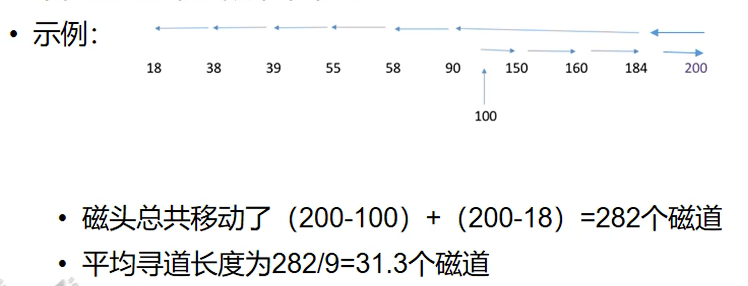 • 示例：
18 38 39 55 58 90 150 160 184 200
100
• 磁头总共移动了（200-100）+（200-18）=282个磁道
• 平均寻道长度为282/9=31.3个磁道